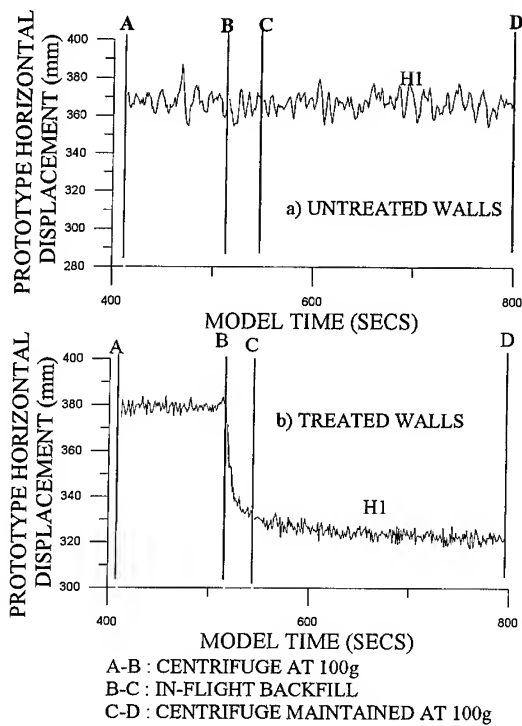 A B C D
PROTOTYPE HORIZONTAL
DISPLACEMENT (mm)
400
380
360
340
320
300
280
H1
a) UNTREATED WALLS
400 600 800
MODEL TIME (SECS)
A B C D
PROTOTYPE HORIZONTAL
DISPLACEMENT (mm)
400
380
360
330
320
300
b) TREATED WALLS
H1
400 600 800
MODEL TIME (SECS)
A-B : CENTRIFUGE AT 100g
B-C : IN-FLIGHT BACKFILL
C-D : CENTRIFUGE MAINTAINED AT 100g